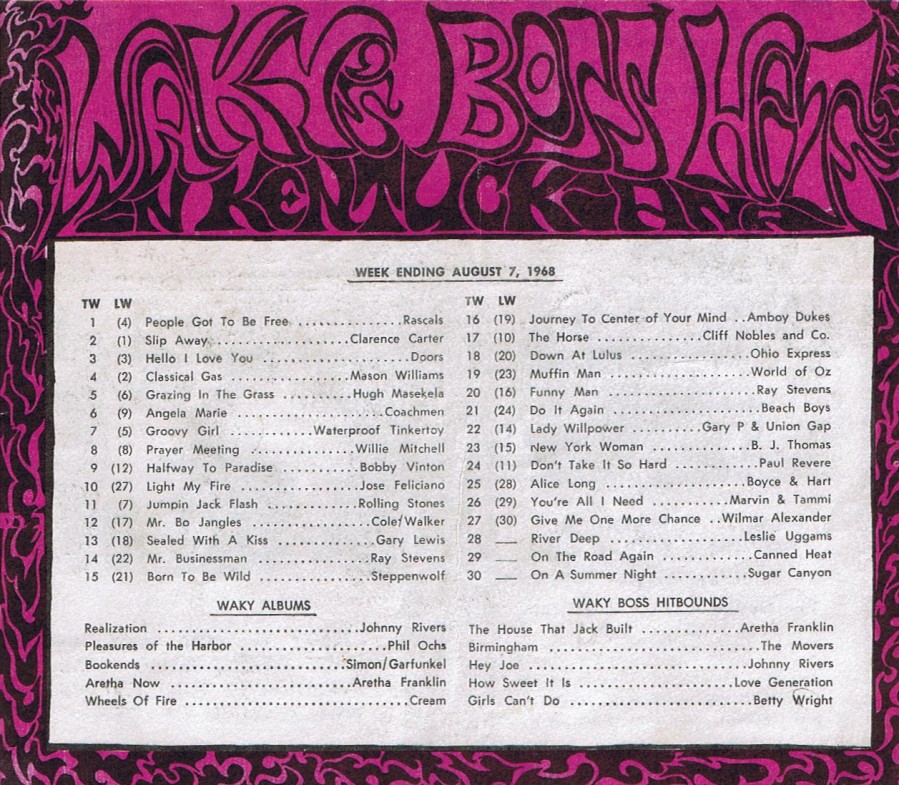 WAKY'S BOSS HITS
IN KENTUCKIANA
WEEK ENDING AUGUST 7, 1968
TW LW
1 (4) People Got To Be Free ..................Rascals
2 (1) Slip Away ..................Clarence Carter
3 (3) Hello I Love You ..................Doors
4 (2) Classical Gas ..................Mason Williams
5 (6) Grazing In The Grass ..........Hugh Masekela
6 (9) Angela Marie ..................Coachmen
7 (5) Groovy Girl ............Waterproof Tinkertoy
8 (8) Prayer Meeting ..................Willie Mitchell
9 (12) Halfway To Paradise ............Bobby Vinton
10 (27) Light My Fire ..................Jose Feliciano
11 (7) Jumpin Jack Flash ..............Rolling Stones
12 (17) Mr. Bo Jangles ..................Cole/Walker
13 (18) Sealed With A Kiss ..............Gary Lewis
14 (22) Mr. Businessman ..................Ray Stevens
15 (21) Born To Be Wild ..................Steppenwolf
TW LW
16 (19) Journey To Center of Your Mind ..Amboy Dukes
17 (10) The Horse ...............Cliff Nobles and Co.
18 (20) Down At Lulus ..................Ohio Express
19 (23) Muffin Man ..................World of Oz
20 (16) Funny Man ..................Ray Stevens
21 (24) Do It Again ..................Beach Boys
22 (14) Lady Willpower ..........Gary P & Union Gap
23 (15) New York Woman ...............B. J. Thomas
24 (11) Don't Take It So Hard ............Paul Revere
25 (28) Alice Long ..................Boyce & Hart
26 (29) You're All I Need ............Marvin & Tammi
27 (30) Give Me One More Chance ..Wilmar Alexander
28 ___ River Deep ..................Leslie Uggams
29 ___ On The Road Again .............Canned Heat
30 ___ On A Summer Night ............Sugar Canyon
WAKY ALBUMS
Realization ..................Johnny Rivers
Pleasures of the Harbor ..................Phil Ochs
Bookends ..................Simon/Garfunkel
Aretha Now ..................Aretha Franklin
Wheels Of Fire ..................Cream
WAKY BOSS HITBOUNDS
The House That Jack Built ..............Aretha Franklin
Birmingham ..................The Movers
Hey Joe ..................Johnny Rivers
How Sweet It Is ..................Love Generation
Girls Can't Do ..................Betty Wright